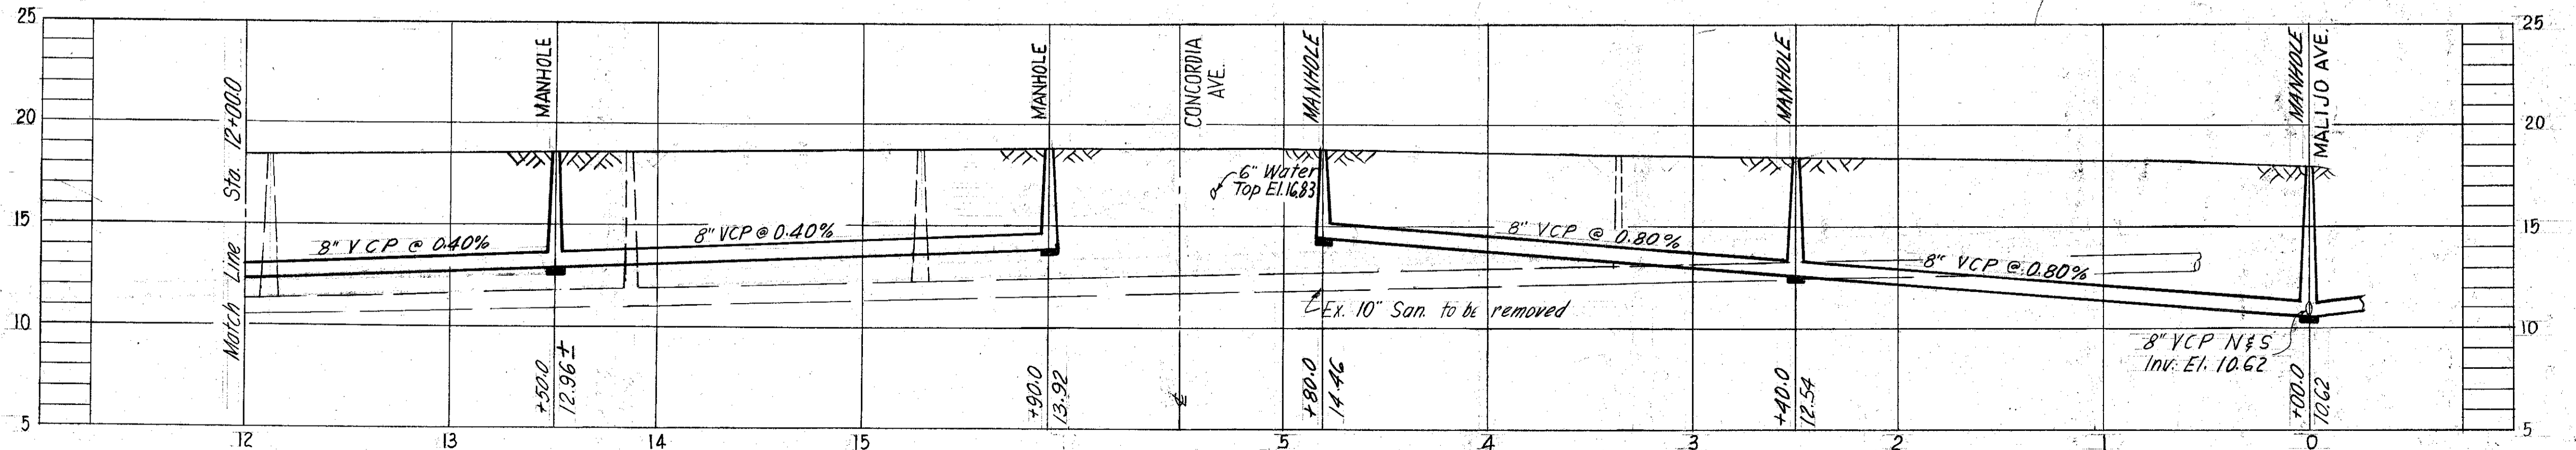 25
25
20
20
15
15
10
10
5
5
Match Line Sta. 12+00.0
MANHOLE
MANHOLE
CONCORDIA
AVE.
MANHOLE
MANHOLE
MANHOLE
MALIJO AVE.
6" Water
Top El.16.83
8" VCP @ 0.40%
8" VCP @ 0.40%
8" VCP @ 0.80%
8" VCP @ 0.80%
Ex. 10" San. to be removed
8" VCP N&S
Inv. El. 10.62
+50.0
12.96±
+90.0
13.92
℄
+80.0
14.46
+40.0
12.54
+00.0
10.62
12
13
14
15
5
4
3
2
1
0